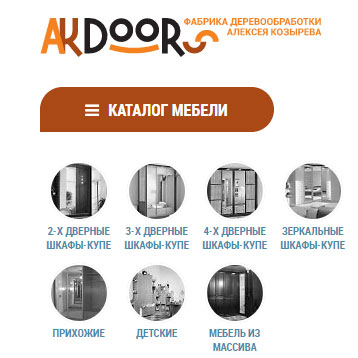 AKDOORS
ФАБРИКА ДЕРЕВООБРАБОТКИ
АЛЕКСЕЯ КОЗЫРЕВА
КАТАЛОГ МЕБЕЛИ
2-Х ДВЕРНЫЕ
ШКАФЫ-КУПЕ
3-Х ДВЕРНЫЕ
ШКАФЫ-КУПЕ
4-Х ДВЕРНЫЕ
ШКАФЫ-КУПЕ
ЗЕРКАЛЬНЫЕ
ШКАФЫ-КУПЕ
ПРИХОЖИЕ
ДЕТСКИЕ
МЕБЕЛЬ ИЗ
МАССИВА